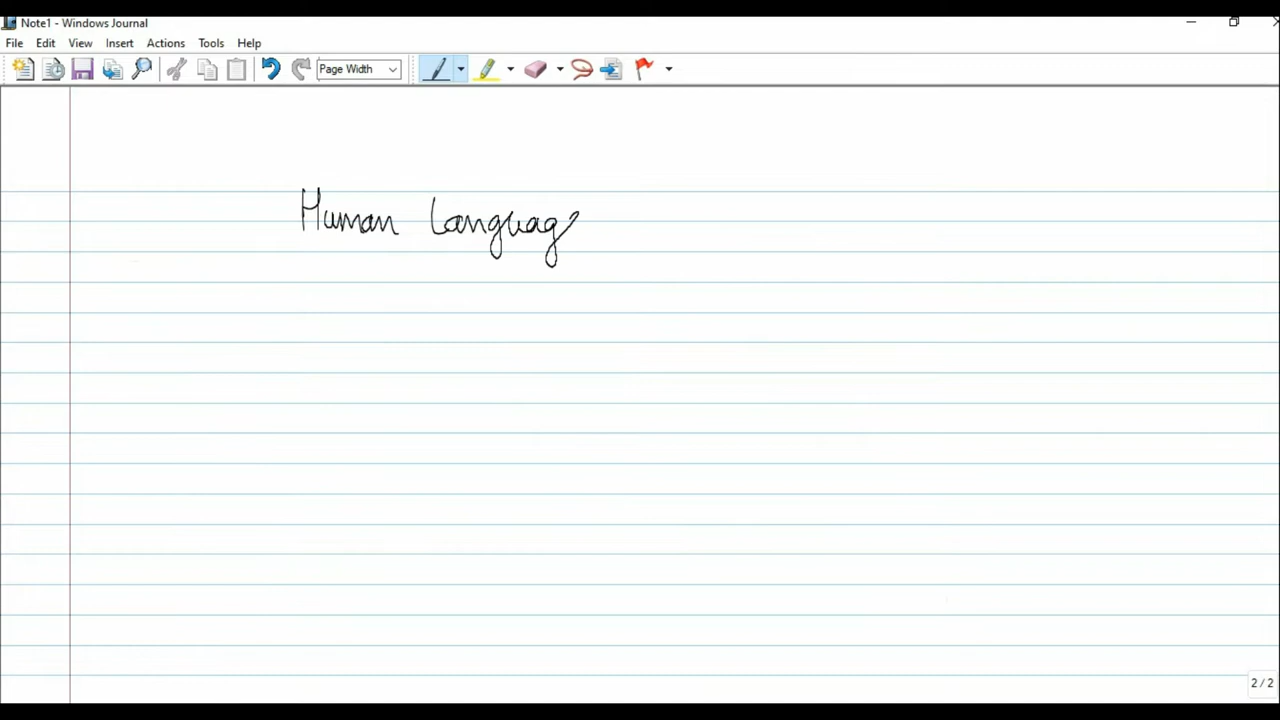 Note1 - Windows Journal
File Edit View Insert Actions Tools Help
Page Width
Human Languag
2 / 2